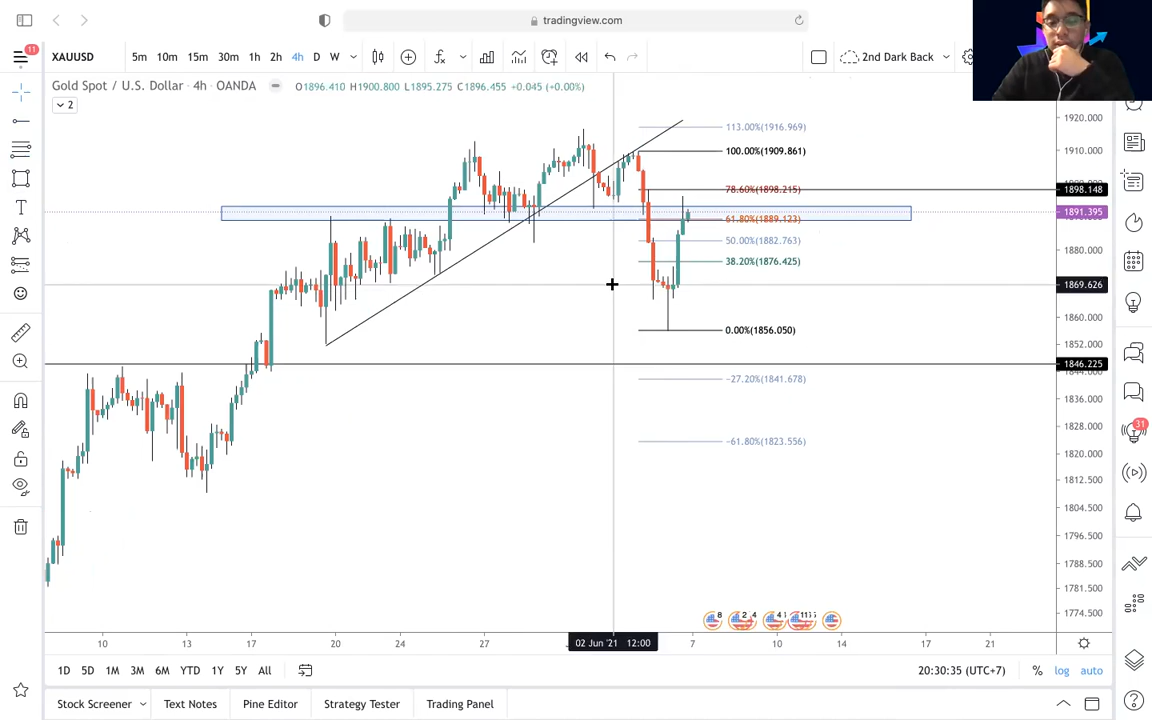 tradingview.com
11
XAUUSD
5m 10m 15m 30m 1h 2h 4h D W
2nd Dark Back
Gold Spot / U.S. Dollar · 4h · OANDA
O1896.410 H1900.800 L1895.275 C1896.455 +0.045 (+0.00%)
2
113.00%(1916.969)
100.00%(1909.861)
78.60%(1898.215)
61.80%(1889.123)
50.00%(1882.763)
38.20%(1876.425)
0.00%(1856.050)
−27.20%(1841.678)
−61.80%(1823.556)
1920.000
1910.000
1898.148
1891.395
1880.000
1869.626
1860.000
1852.000
1846.225
1836.000
1828.000
1820.000
1812.500
1804.000
1796.000
1788.500
1781.500
1774.500
31
8 2 4 4 11
10 13 17 20 24 27 02 Jun '21 12:00 7 10 14 17 21
1D 5D 1M 3M 6M YTD 1Y 5Y All
20:30:35 (UTC+7) % log auto
Stock Screener Text Notes Pine Editor Strategy Tester Trading Panel